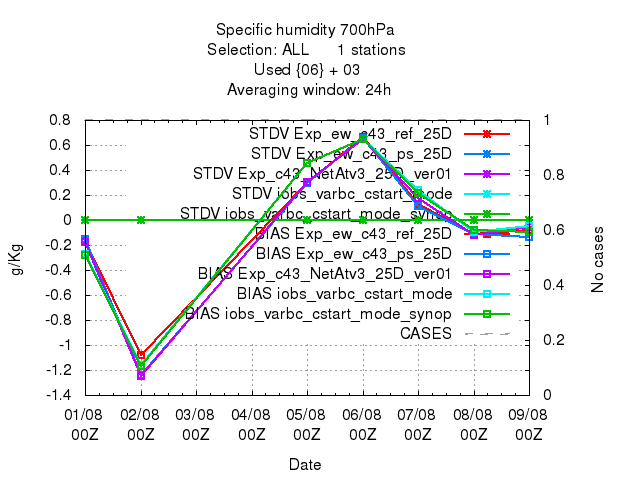 Specific humidity 700hPa
Selection: ALL 1 stations
Used {06} + 03
Averaging window: 24h
g/Kg
0.8
0.6
0.4
0.2
0
-0.2
-0.4
-0.6
-0.8
-1
-1.2
-1.4
STDV Exp_ew_c43_ref_25D
STDV Exp_ew_c43_ps_25D
STDV Exp_c43_NetAtv3_25D_ver01
STDV iobs_varbc_cstart_mode
STDV iobs_varbc_cstart_mode_synop
BIAS Exp_ew_c43_ref_25D
BIAS Exp_ew_c43_ps_25D
BIAS Exp_c43_NetAtv3_25D_ver01
BIAS iobs_varbc_cstart_mode
BIAS iobs_varbc_cstart_mode_synop
CASES
1
0.8
0.6
0.4
0.2
0
No cases
01/08 02/08 03/08 04/08 05/08 06/08 07/08 08/08 09/08
00Z 00Z 00Z 00Z 00Z 00Z 00Z 00Z 00Z
Date